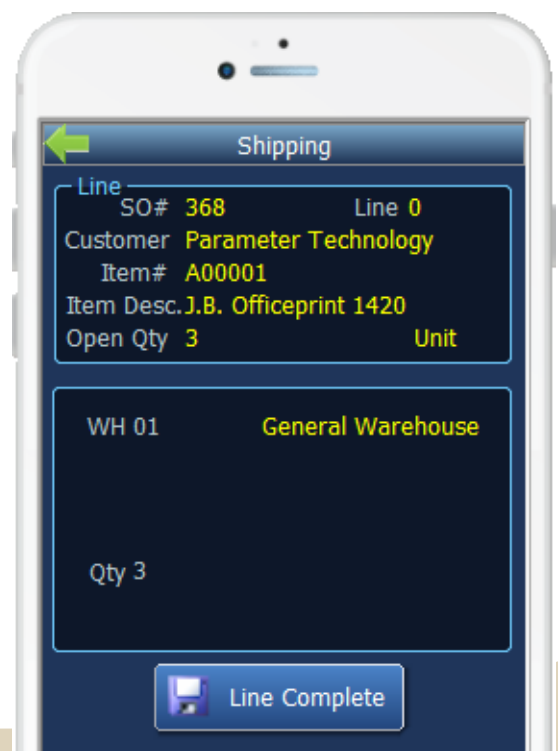 Shipping
Line
SO# 368 Line 0
Customer Parameter Technology
Item# A00001
Item Desc. J.B. Officeprint 1420
Open Qty 3 Unit
WH 01 General Warehouse
Qty 3
Line Complete